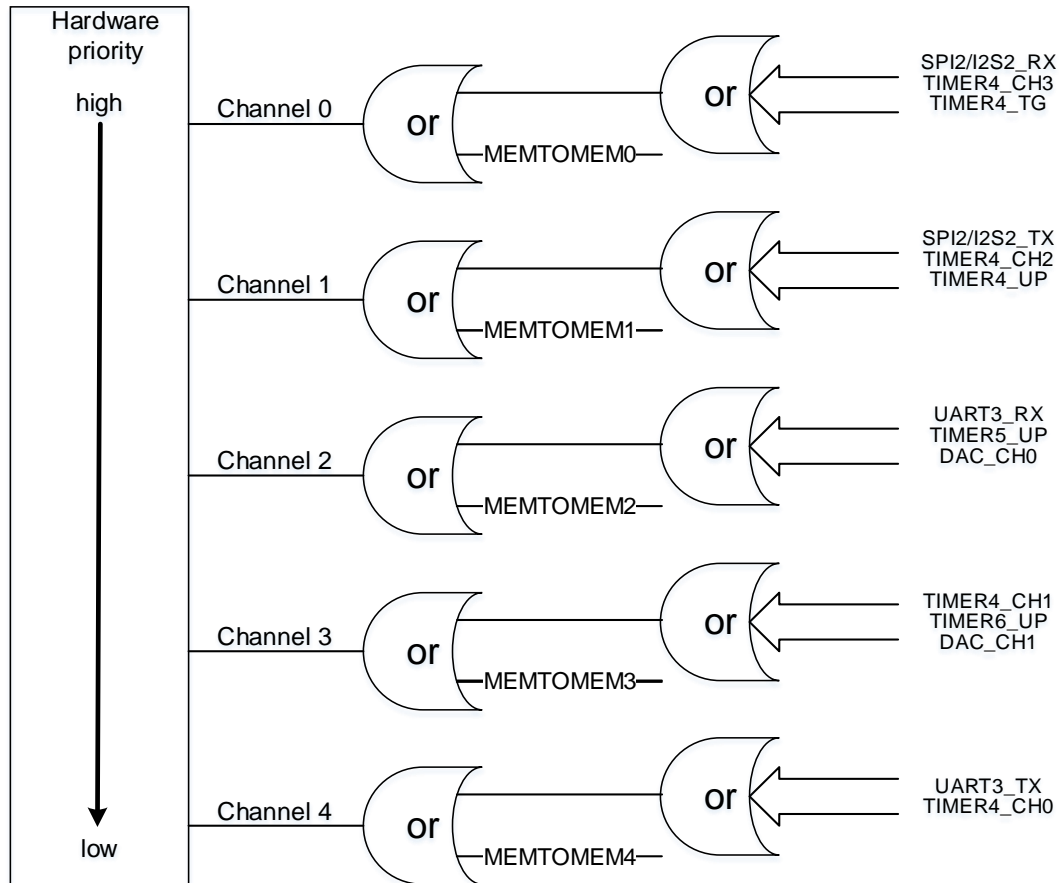 Hardware
priority
high
low
Channel 0
or
MEMTOMEM0
or
SPI2/I2S2_RX
TIMER4_CH3
TIMER4_TG
Channel 1
or
MEMTOMEM1
or
SPI2/I2S2_TX
TIMER4_CH2
TIMER4_UP
Channel 2
or
MEMTOMEM2
or
UART3_RX
TIMER5_UP
DAC_CH0
Channel 3
or
MEMTOMEM3
or
TIMER4_CH1
TIMER6_UP
DAC_CH1
Channel 4
or
MEMTOMEM4
or
UART3_TX
TIMER4_CH0